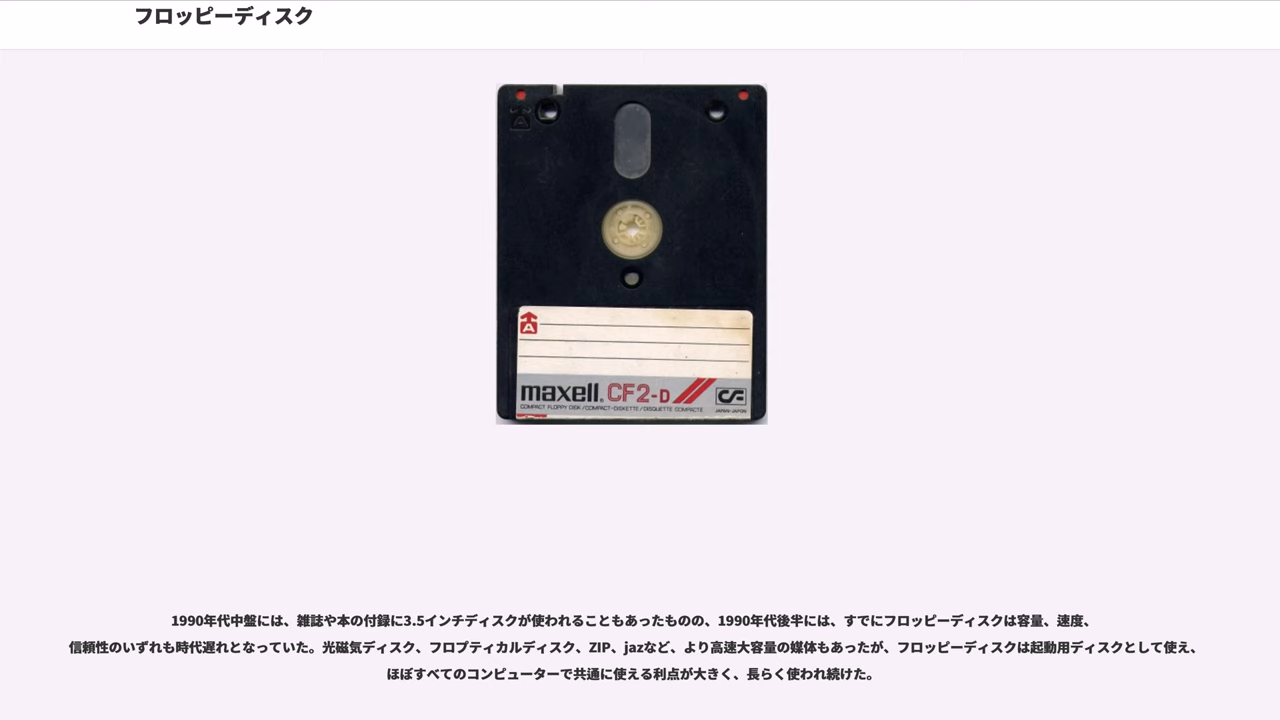 フロッピーディスク
A
A
maxell. CF2-D CF
COMPACT FLOPPY DISK / COMPACT-DISKETTE / DISQUETTE COMPACTE JAPAN JAPON
1990年代中盤には、雑誌や本の付録に3.5インチディスクが使われることもあったものの、1990年代後半には、すでにフロッピーディスクは容量、速度、
信頼性のいずれも時代遅れとなっていた。光磁気ディスク、フロプティカルディスク、ZIP、jazなど、より高速大容量の媒体もあったが、フロッピーディスクは起動用ディスクとして使え、
ほぼすべてのコンピューターで共通に使える利点が大きく、長らく使われ続けた。